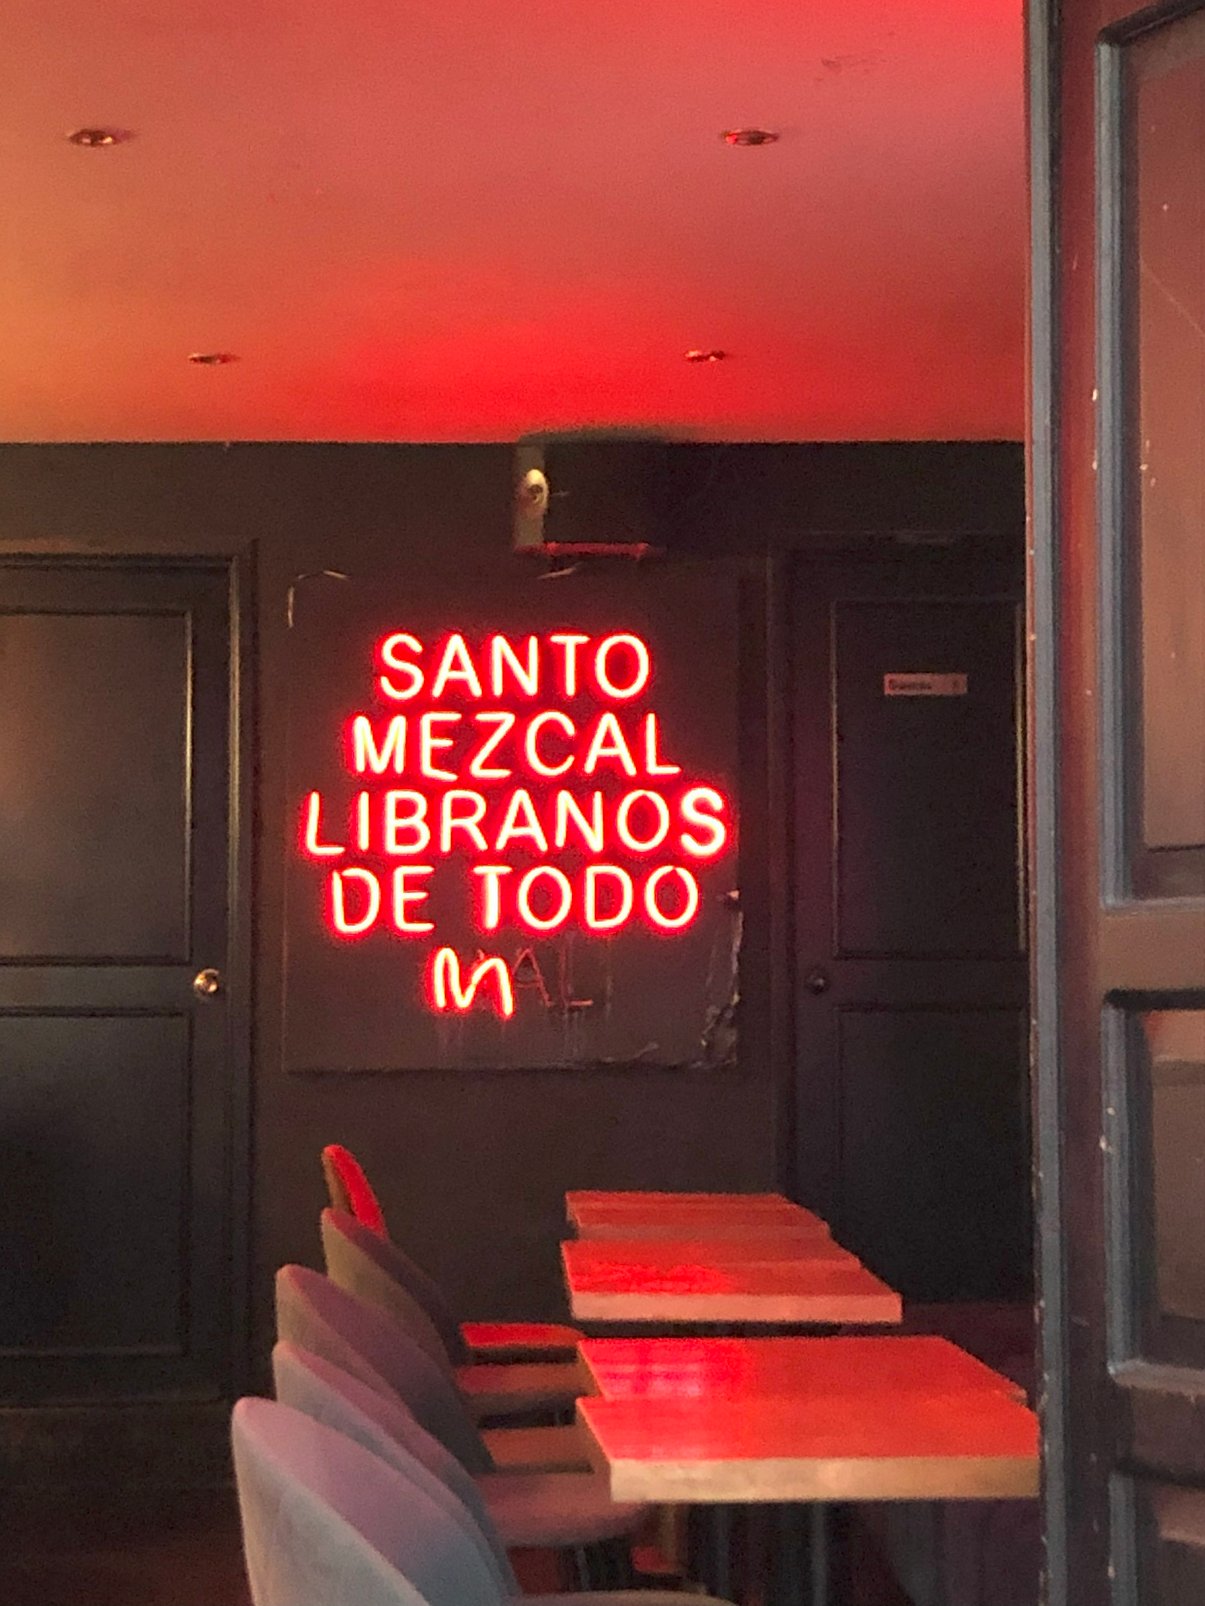 SANTO
MEZCAL
LIBRANOS
DE TODO
MAL